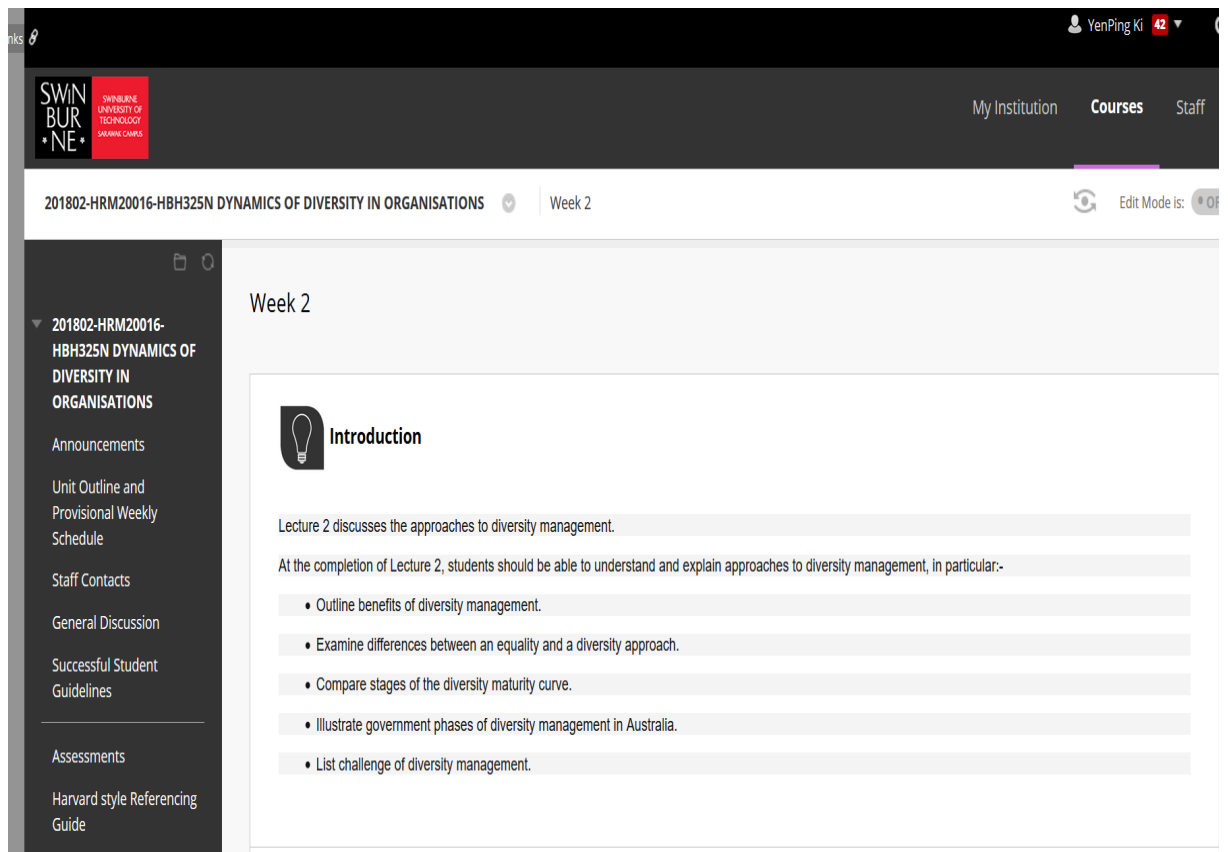 YenPing Ki 42
SWIN
BUR
*NE*
SWINBURNE
UNIVERSITY OF
TECHNOLOGY
SARAWAK CAMPUS
My Institution Courses Staff
201802-HRM20016-HBH325N DYNAMICS OF DIVERSITY IN ORGANISATIONS Week 2 Edit Mode is:
201802-HRM20016-
HBH325N DYNAMICS OF
DIVERSITY IN
ORGANISATIONS
Announcements
Unit Outline and
Provisional Weekly
Schedule
Staff Contacts
General Discussion
Successful Student
Guidelines
Assessments
Harvard style Referencing
Guide
Week 2
Introduction
Lecture 2 discusses the approaches to diversity management.
At the completion of Lecture 2, students should be able to understand and explain approaches to diversity management, in particular:-
• Outline benefits of diversity management.
• Examine differences between an equality and a diversity approach.
• Compare stages of the diversity maturity curve.
• Illustrate government phases of diversity management in Australia.
• List challenge of diversity management.